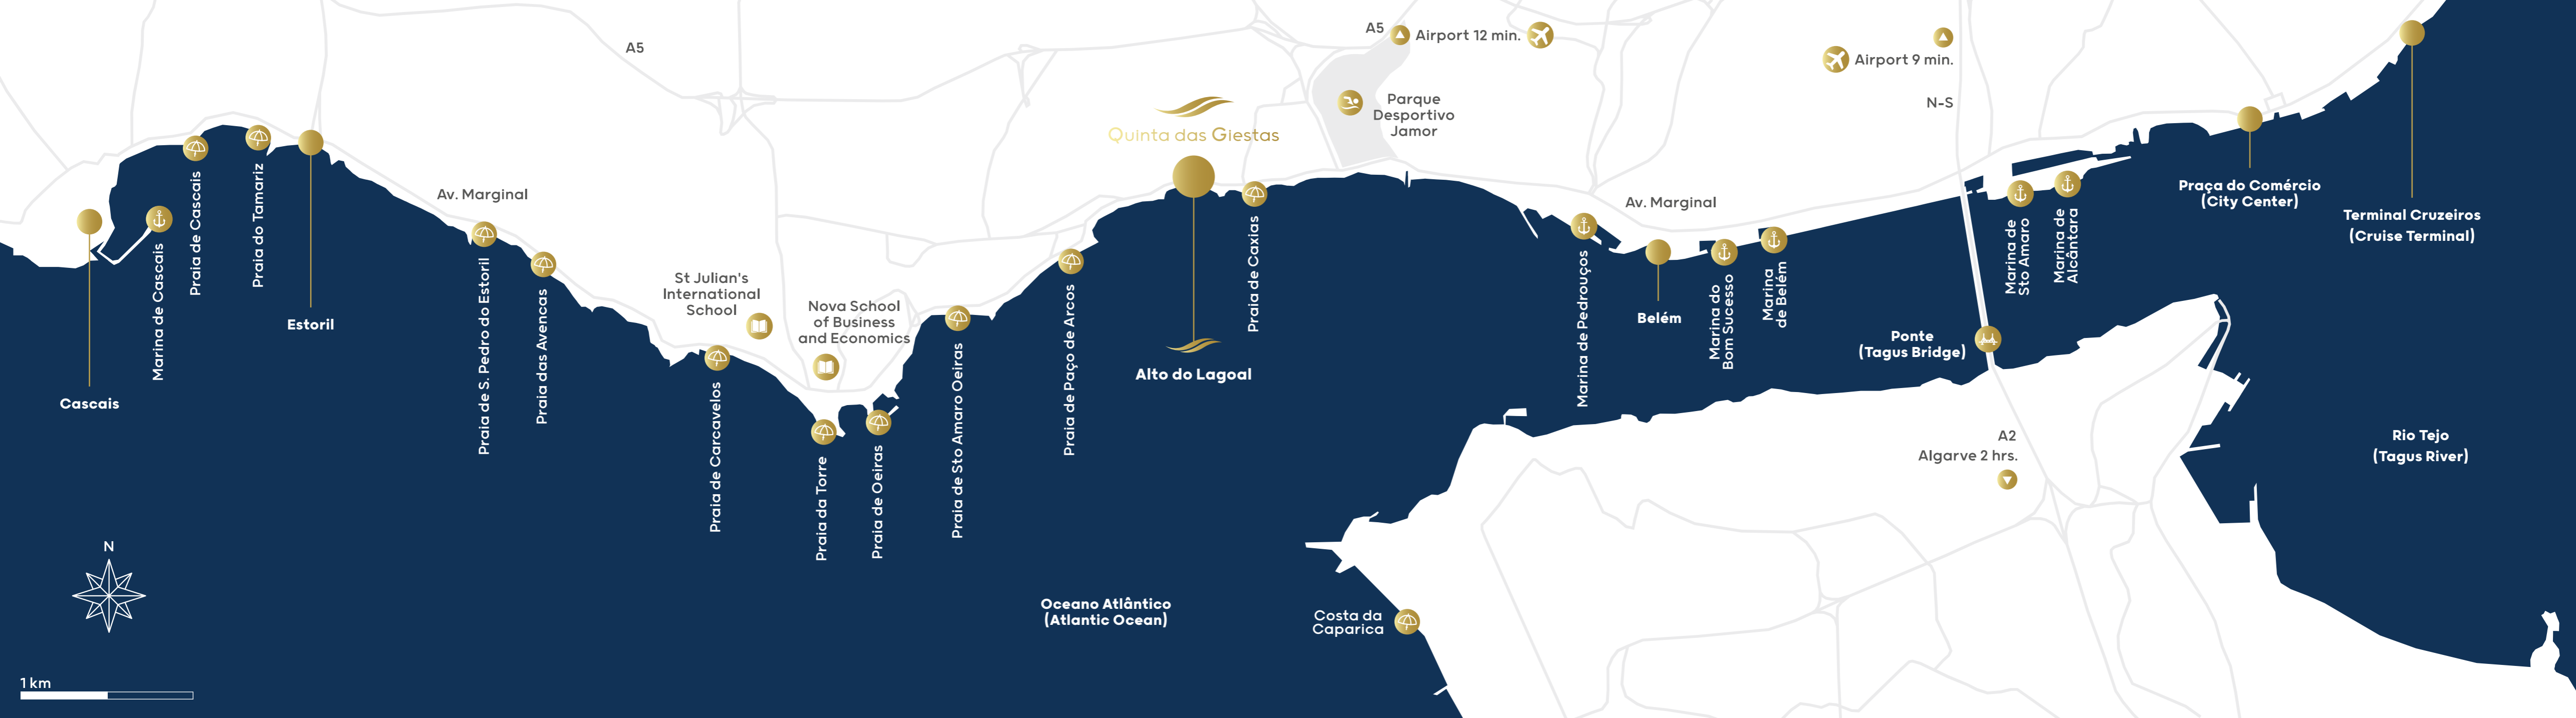 A5
A5
Airport 12 min.
Airport 9 min.
N-S
Parque
Desportivo
Jamor
Quinta das Giestas
Av. Marginal
Av. Marginal
Cascais
Marina de Cascais
Praia de Cascais
Praia do Tamariz
Estoril
Praia de S. Pedro do Estoril
Praia das Avencas
St Julian's
International
School
Praia de Carcavelos
Nova School
of Business
and Economics
Praia da Torre
Praia de Oeiras
Praia de Sto Amaro Oeiras
Praia de Paço de Arcos
Alto do Lagoal
Praia de Caxias
Marina de Pedrouços
Belém
Marina do
Bom Sucesso
Marina
de Belém
Ponte
(Tagus Bridge)
Marina de
Sto Amaro
Marina de
Alcântara
Praça do Comércio
(City Center)
Terminal Cruzeiros
(Cruise Terminal)
A2
Algarve 2 hrs.
Rio Tejo
(Tagus River)
Oceano Atlântico
(Atlantic Ocean)
Costa da
Caparica
N
1 km